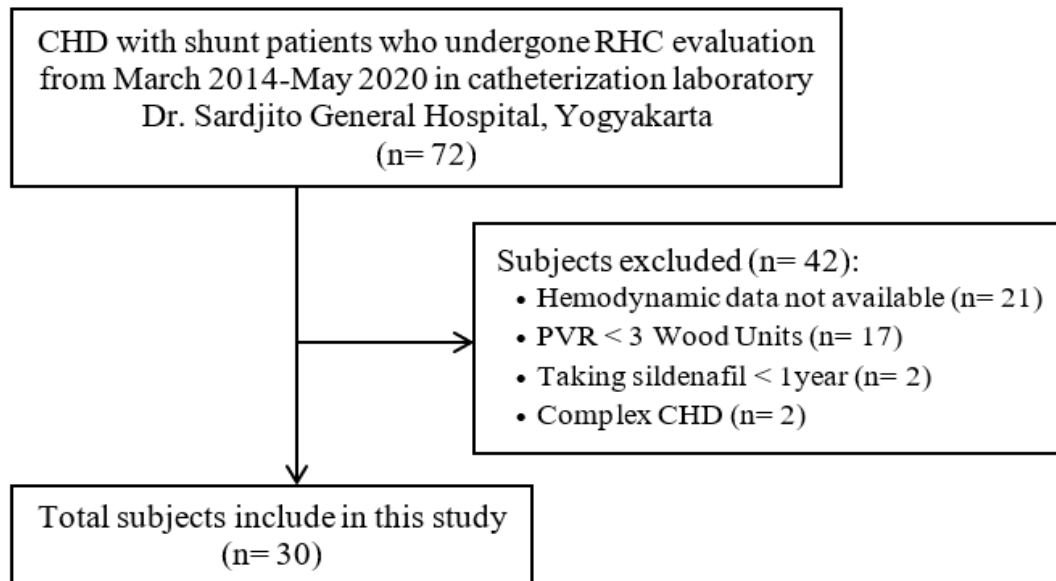 CHD with shunt patients who undergone RHC evaluation
from March 2014-May 2020 in catheterization laboratory
Dr. Sardjito General Hospital, Yogyakarta
(n= 72)
Subjects excluded (n= 42):
• Hemodynamic data not available (n= 21)
• PVR < 3 Wood Units (n= 17)
• Taking sildenafil < 1year (n= 2)
• Complex CHD (n= 2)
Total subjects include in this study
(n= 30)